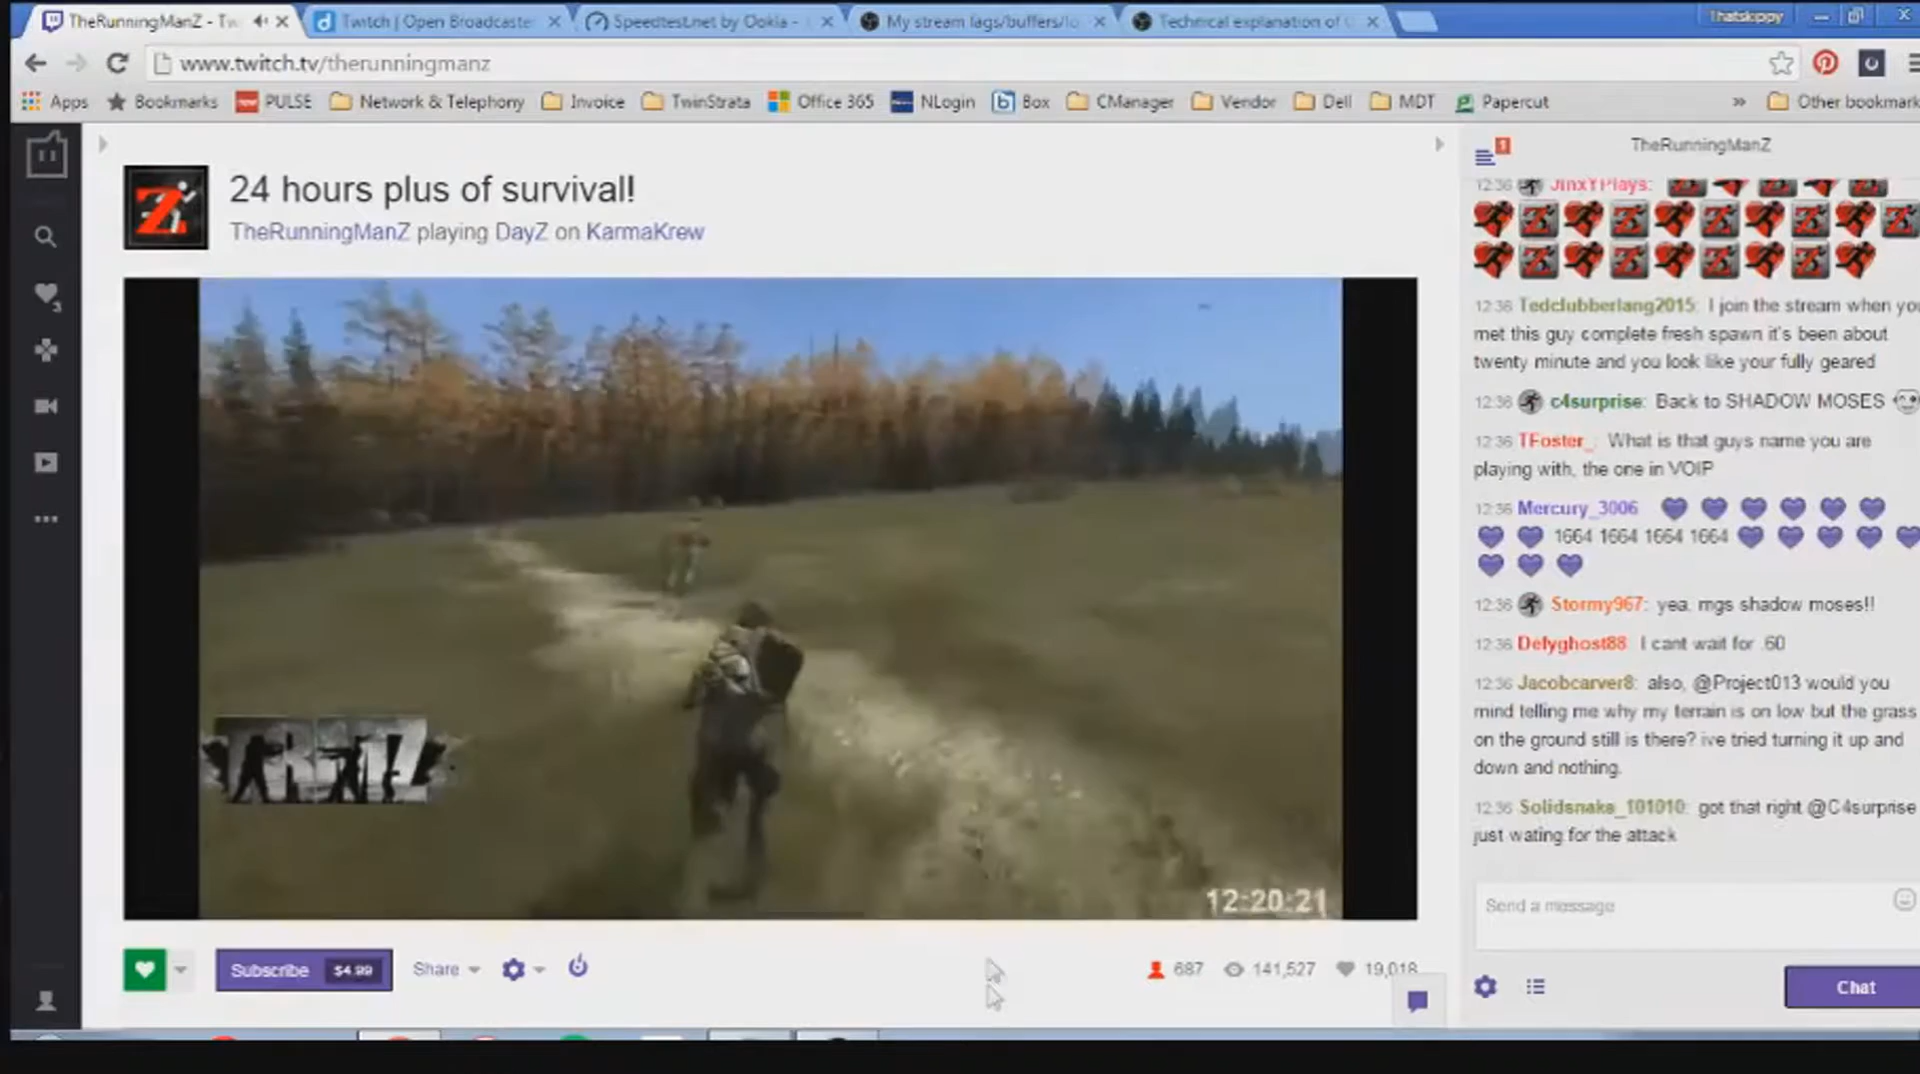 TheRunningManZ - Tw
Twitch | Open Broadcaster
Speedtest.net by Ookla -
My stream lags/buffers/lo
Technical explanation of
Thatskippy
www.twitch.tv/therunningmanz
Apps
Bookmarks
PULSE
Network & Telephony
Invoice
TwinStrata
Office 365
NLogin
Box
CManager
Vendor
Dell
MDT
Papercut
»
Other bookmark
24 hours plus of survival!
TheRunningManZ playing DayZ on KarmaKrew
3
12:20:21
Subscribe $4.99
Share
687
141,527
19,018
1
TheRunningManZ
12:36 JinxYPlays:
12:36 Tedclubberlang2015: I join the stream when you
met this guy complete fresh spawn it's been about
twenty minute and you look like your fully geared
12:36 c4surprise: Back to SHADOW MOSES
12:36 TFoster_: What is that guys name you are
playing with, the one in VOIP
12:36 Mercury_3006
1664 1664 1664 1664
12:36 Stormy967: yea. mgs shadow moses!!
12:36 Defyghost88 I cant wait for .60
12:36 Jacobcarver8: also, @Project013 would you
mind telling me why my terrain is on low but the grass
on the ground still is there? ive tried turning it up and
down and nothing.
12:36 Solidsnake_101010: got that right @C4surprise
just wating for the attack
Send a message
Chat